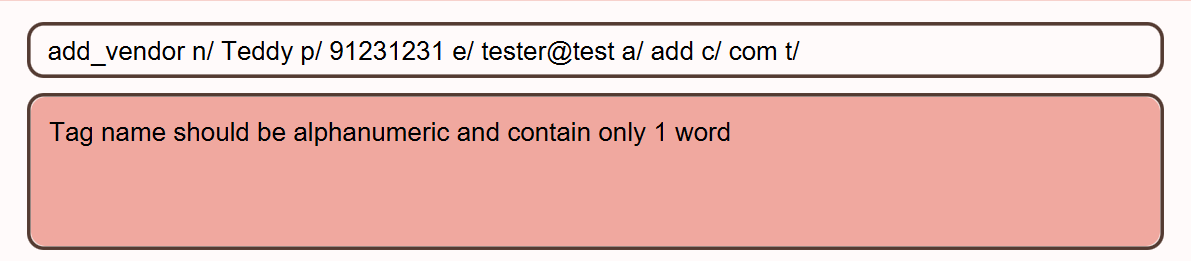 add_vendor n/ Teddy p/ 91231231 e/ tester@test a/ add c/ com t/
Tag name should be alphanumeric and contain only 1 word